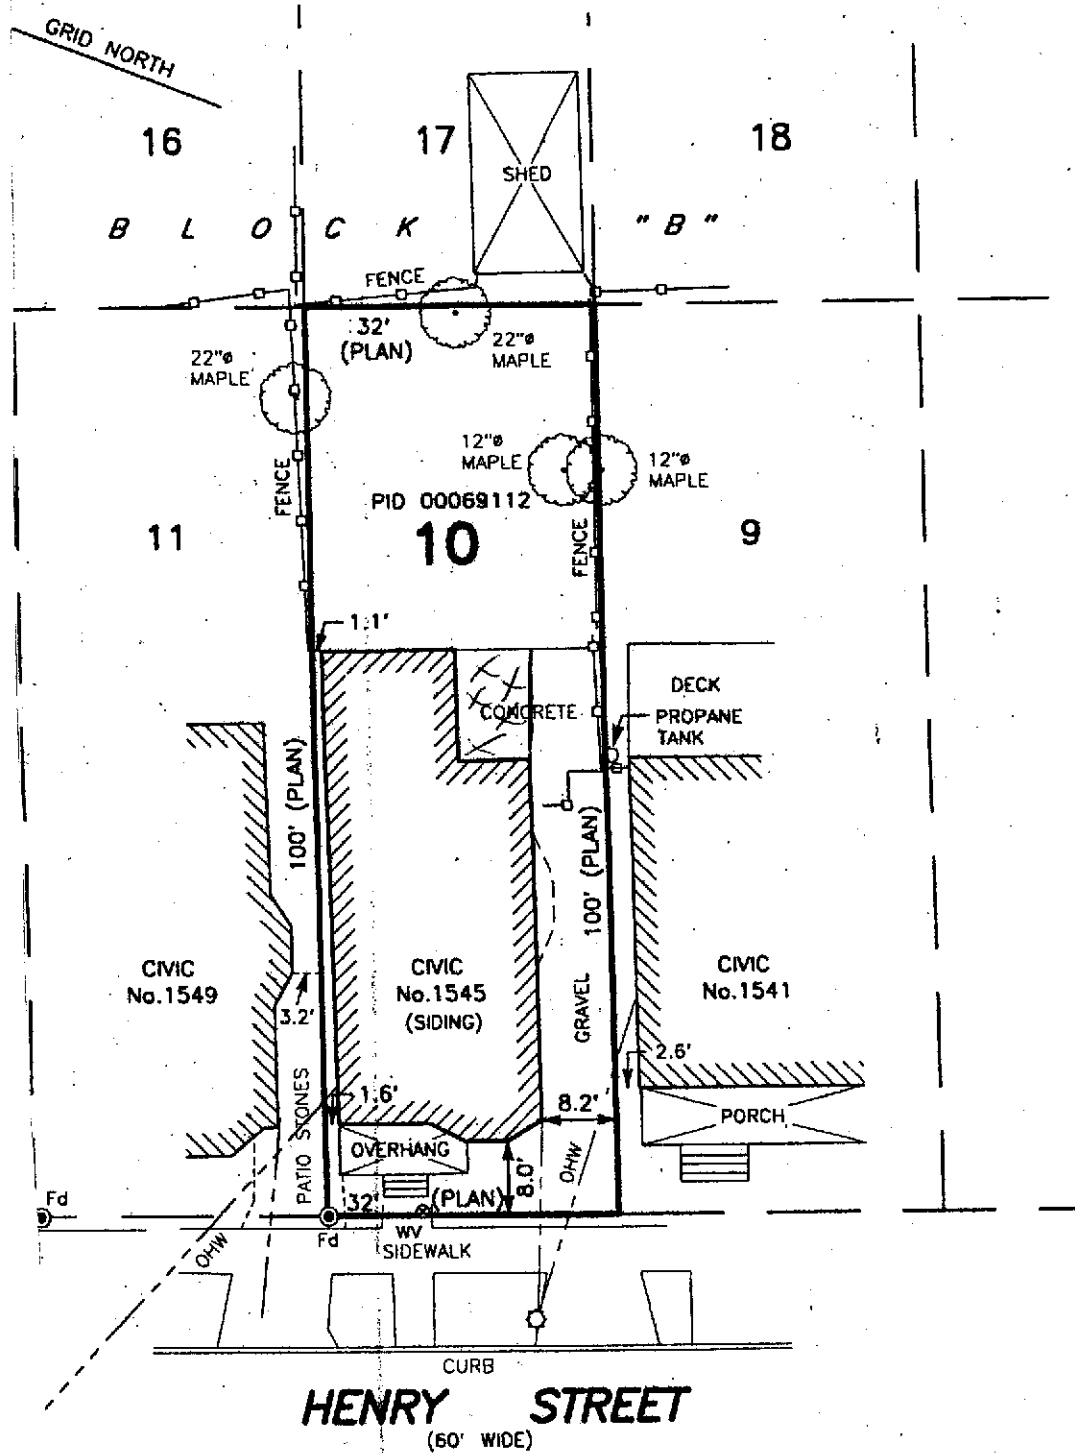 GRID NORTH
16
17
18
SHED
BLOCK "B"
FENCE
32'
(PLAN)
22"ø
MAPLE
22"ø
MAPLE
12"ø
MAPLE
12"ø
MAPLE
FENCE
PID 00069112
11
10
9
FENCE
1.1'
DECK
CONCRETE
PROPANE
TANK
100' (PLAN)
100' (PLAN)
CIVIC
No.1549
CIVIC
No.1545
(SIDING)
CIVIC
No.1541
GRAVEL
3.2'
2.6'
PATIO STONES
1.6'
8.2'
PORCH
OVERHANG
8.0'
OHW
Fd
32'
(PLAN)
Fd
WV
SIDEWALK
OHW
CURB
HENRY STREET
(60' WIDE)